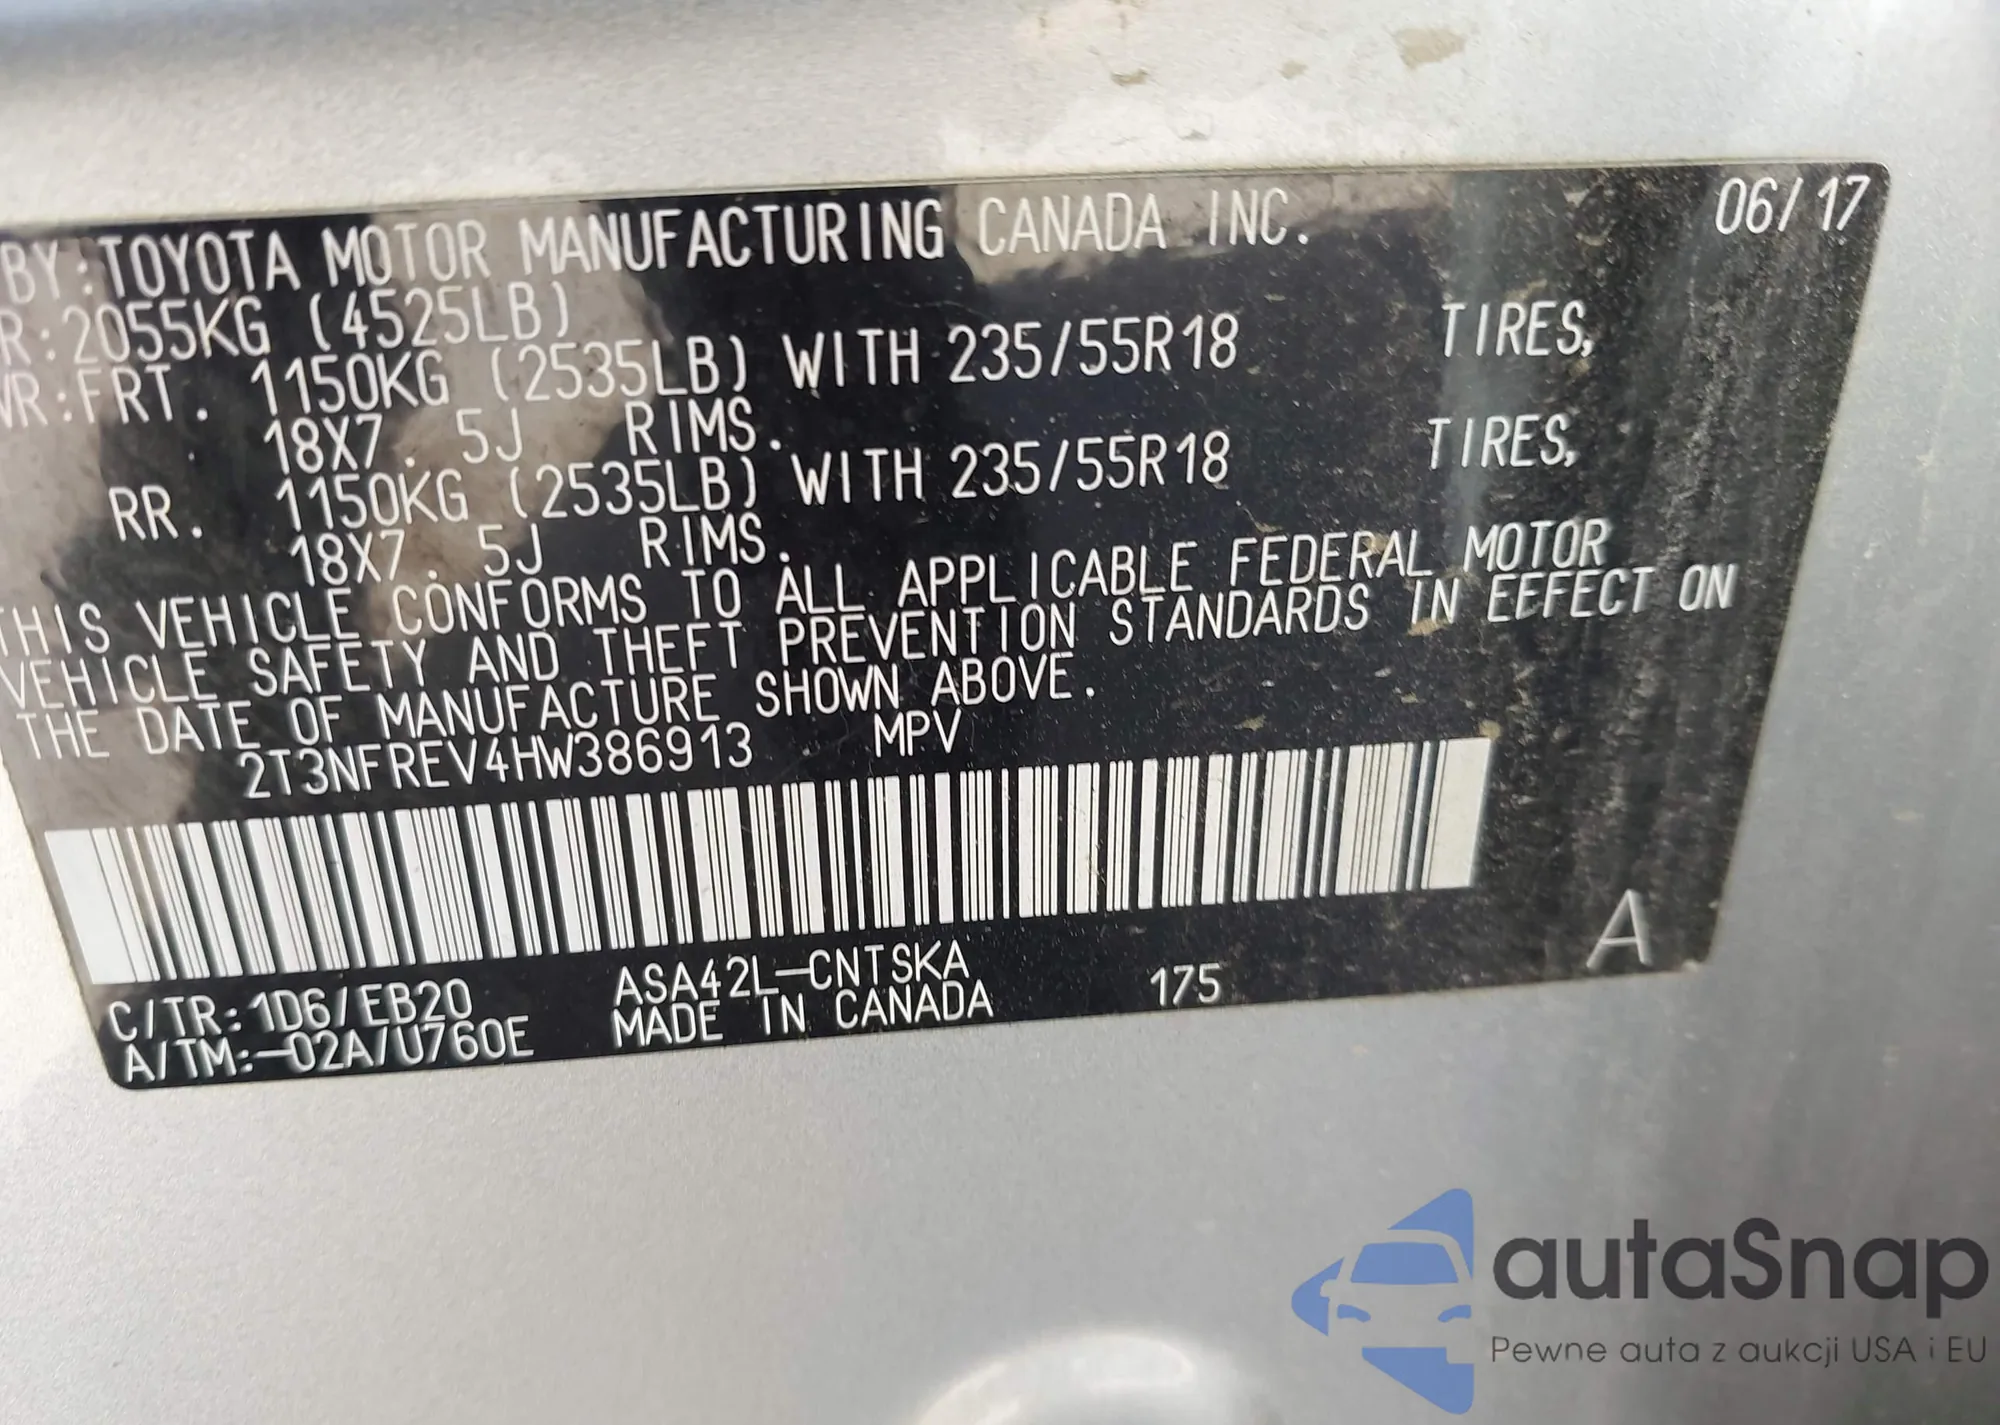 BY:TOYOTA MOTOR MANUFACTURING CANADA INC. 06/17
R:2055KG (4525LB)
WR:FRT. 1150KG (2535LB) WITH 235/55R18 TIRES,
18X7.5J RIMS.
RR. 1150KG (2535LB) WITH 235/55R18 TIRES,
18X7.5J RIMS.
THIS VEHICLE CONFORMS TO ALL APPLICABLE FEDERAL MOTOR
VEHICLE SAFETY AND THEFT PREVENTION STANDARDS IN EFFECT ON
THE DATE OF MANUFACTURE SHOWN ABOVE.
2T3NFREV4HW386913 MPV
C/TR:1D6/EB20 ASA42L-CNTSKA 175 A
A/TM:-02A/U760E MADE IN CANADA
autaSnap
Pewne auta z aukcji USA i EU